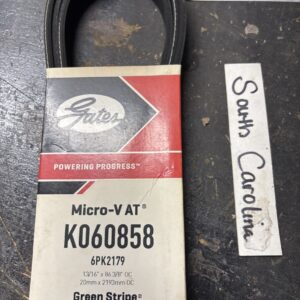 Gates
POWERING PROGRESS™
Micro-V AT®
K060858
6PK2179
13/16" x 86 3/8" OC
20mm x 2193mm OC
Green Stripe®
South Carolina